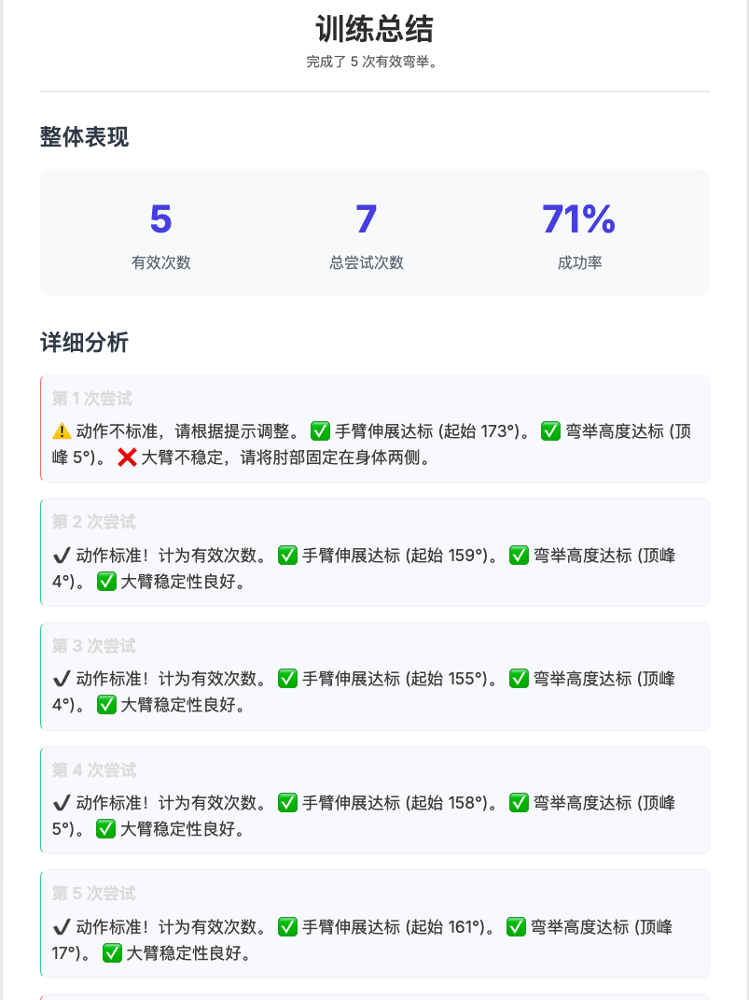 训练总结
完成了 5 次有效弯举。
整体表现
5
有效次数
7
总尝试次数
71%
成功率
详细分析
第 1 次尝试
⚠️ 动作不标准，请根据提示调整。 ✅ 手臂伸展达标 (起始 173°)。 ✅ 弯举高度达标 (顶
峰 5°)。 ❌ 大臂不稳定，请将肘部固定在身体两侧。
第 2 次尝试
✔ 动作标准！计为有效次数。 ✅ 手臂伸展达标 (起始 159°)。 ✅ 弯举高度达标 (顶峰
4°)。 ✅ 大臂稳定性良好。
第 3 次尝试
✔ 动作标准！计为有效次数。 ✅ 手臂伸展达标 (起始 155°)。 ✅ 弯举高度达标 (顶峰
4°)。 ✅ 大臂稳定性良好。
第 4 次尝试
✔ 动作标准！计为有效次数。 ✅ 手臂伸展达标 (起始 158°)。 ✅ 弯举高度达标 (顶峰
5°)。 ✅ 大臂稳定性良好。
第 5 次尝试
✔ 动作标准！计为有效次数。 ✅ 手臂伸展达标 (起始 161°)。 ✅ 弯举高度达标 (顶峰
17°)。 ✅ 大臂稳定性良好。